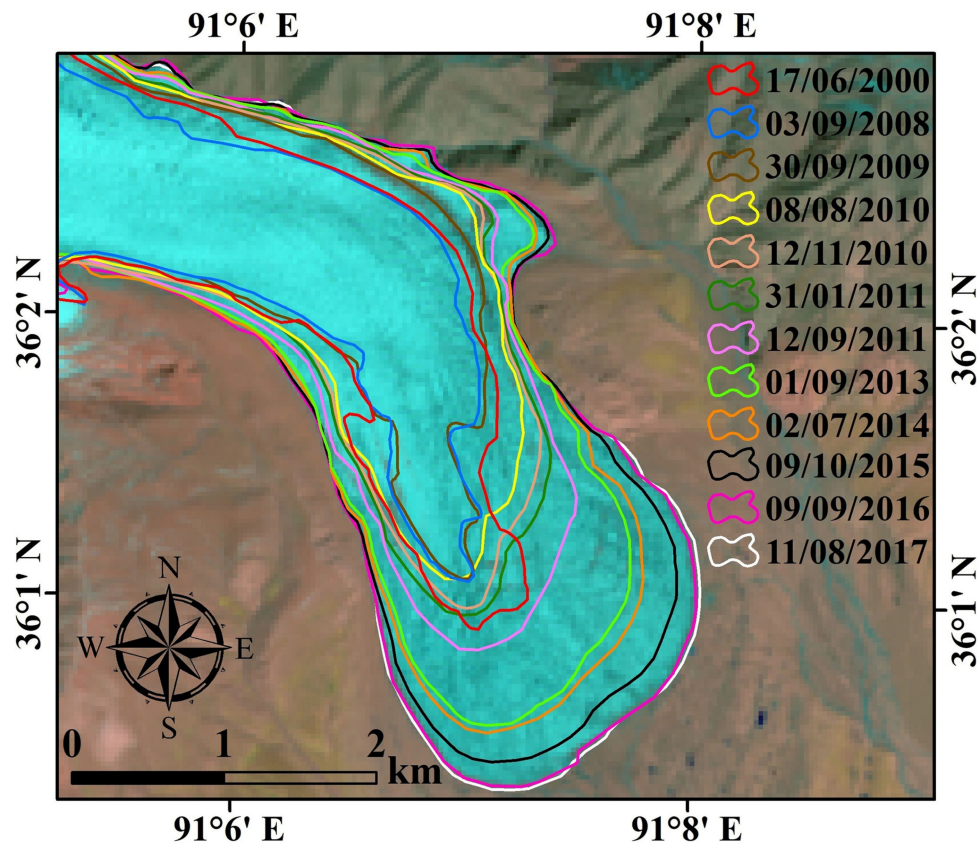 91°6' E
91°8' E
17/06/2000
03/09/2008
30/09/2009
08/08/2010
12/11/2010
31/01/2011
12/09/2011
01/09/2013
02/07/2014
09/10/2015
09/09/2016
11/08/2017
36°2' N
36°2' N
36°1' N
36°1' N
N
W
E
S
0
1
2
km
91°6' E
91°8' E